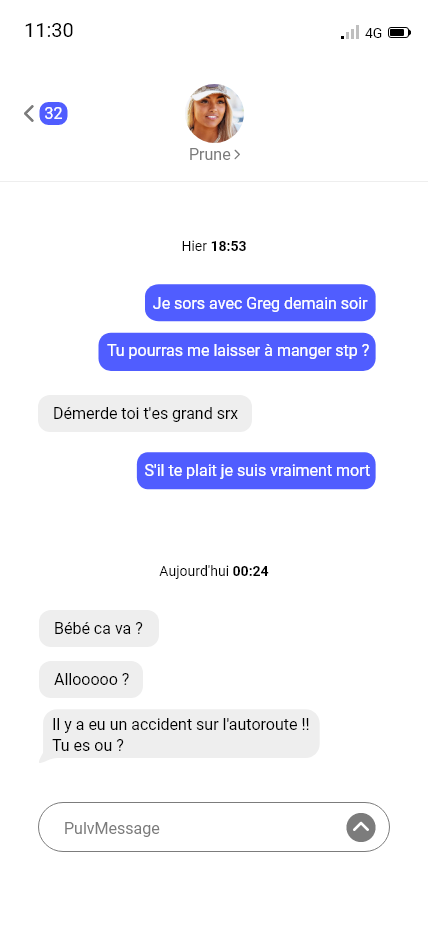 11:30
4G
32
Prune
Hier 18:53
Je sors avec Greg demain soir
Tu pourras me laisser à manger stp ?
Démerde toi t'es grand srx
S'il te plait je suis vraiment mort
Aujourd'hui 00:24
Bébé ca va ?
Allooooo ?
Il y a eu un accident sur l'autoroute !!
Tu es ou ?
PulvMessage